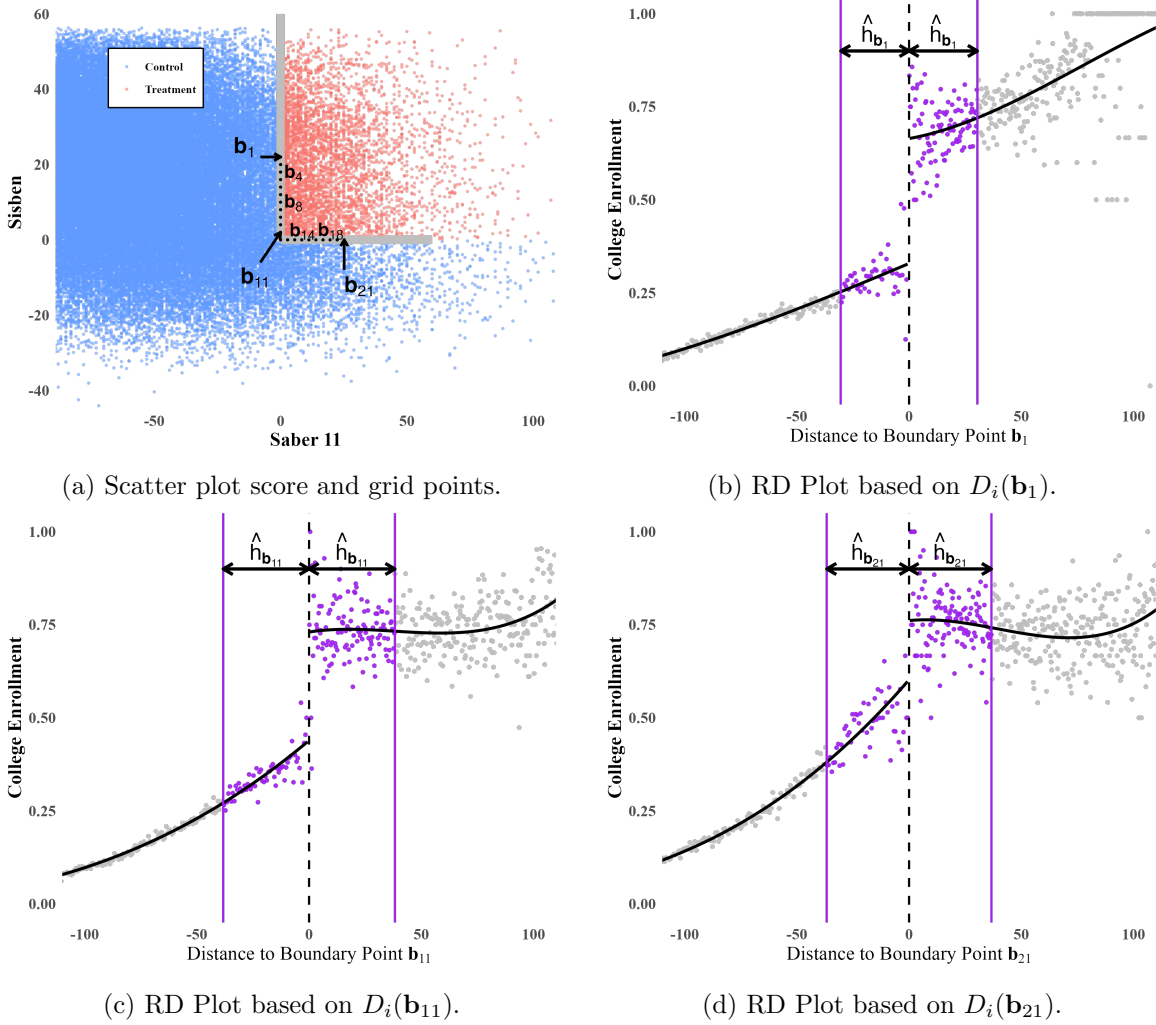 60
40
20
0
-20
-40
Sisben
Control
Treatment
b1
b4
b8
b14 b18
b11
b21
-50 0 50 100
Saber 11
(a) Scatter plot score and grid points.
1.00
0.75
0.50
0.25
0.00
College Enrollment
ĥb1 ĥb1
-100 -50 0 50 100
Distance to Boundary Point b1
(b) RD Plot based on Di(b1).
1.00
0.75
0.50
0.25
0.00
College Enrollment
ĥb11 ĥb11
-100 -50 0 50 100
Distance to Boundary Point b11
(c) RD Plot based on Di(b11).
1.00
0.75
0.50
0.25
0.00
College Enrollment
ĥb21 ĥb21
-100 -50 0 50 100
Distance to Boundary Point b21
(d) RD Plot based on Di(b21).